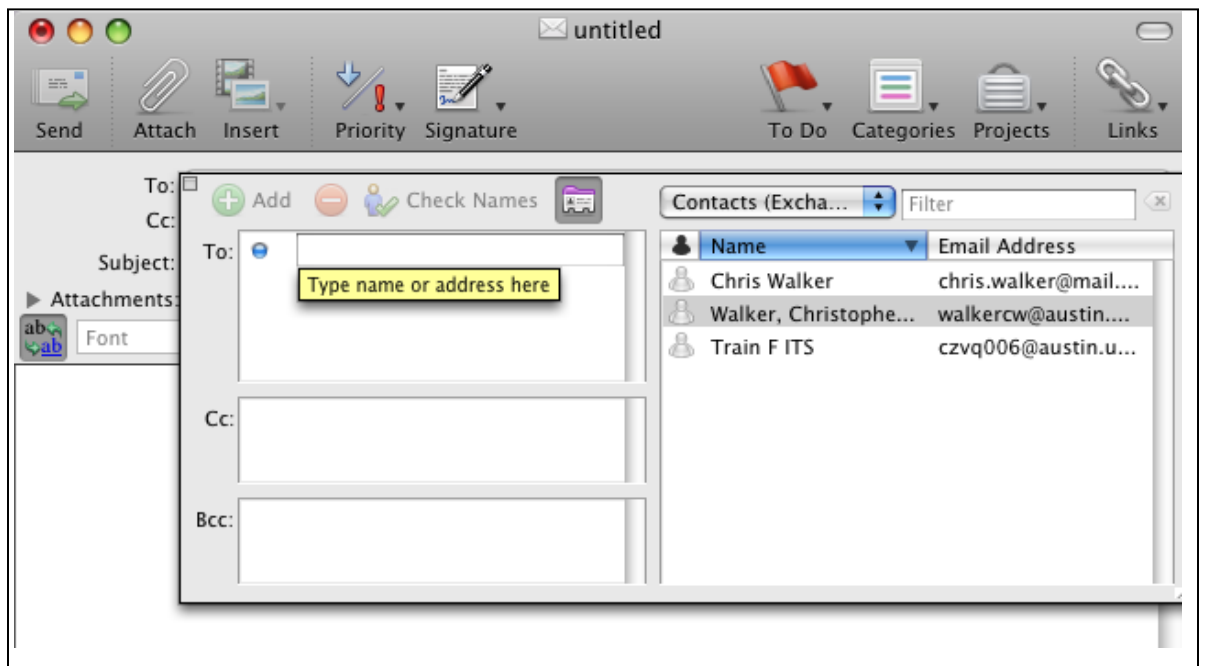 untitled
Send Attach Insert Priority Signature To Do Categories Projects Links
To:
Cc:
Subject:
Attachments:
Font
Add Check Names
To:
Type name or address here
Cc:
Bcc:
Contacts (Excha... Filter
Name Email Address
Chris Walker chris.walker@mail....
Walker, Christophe... walkercw@austin....
Train F ITS czvq006@austin.u...